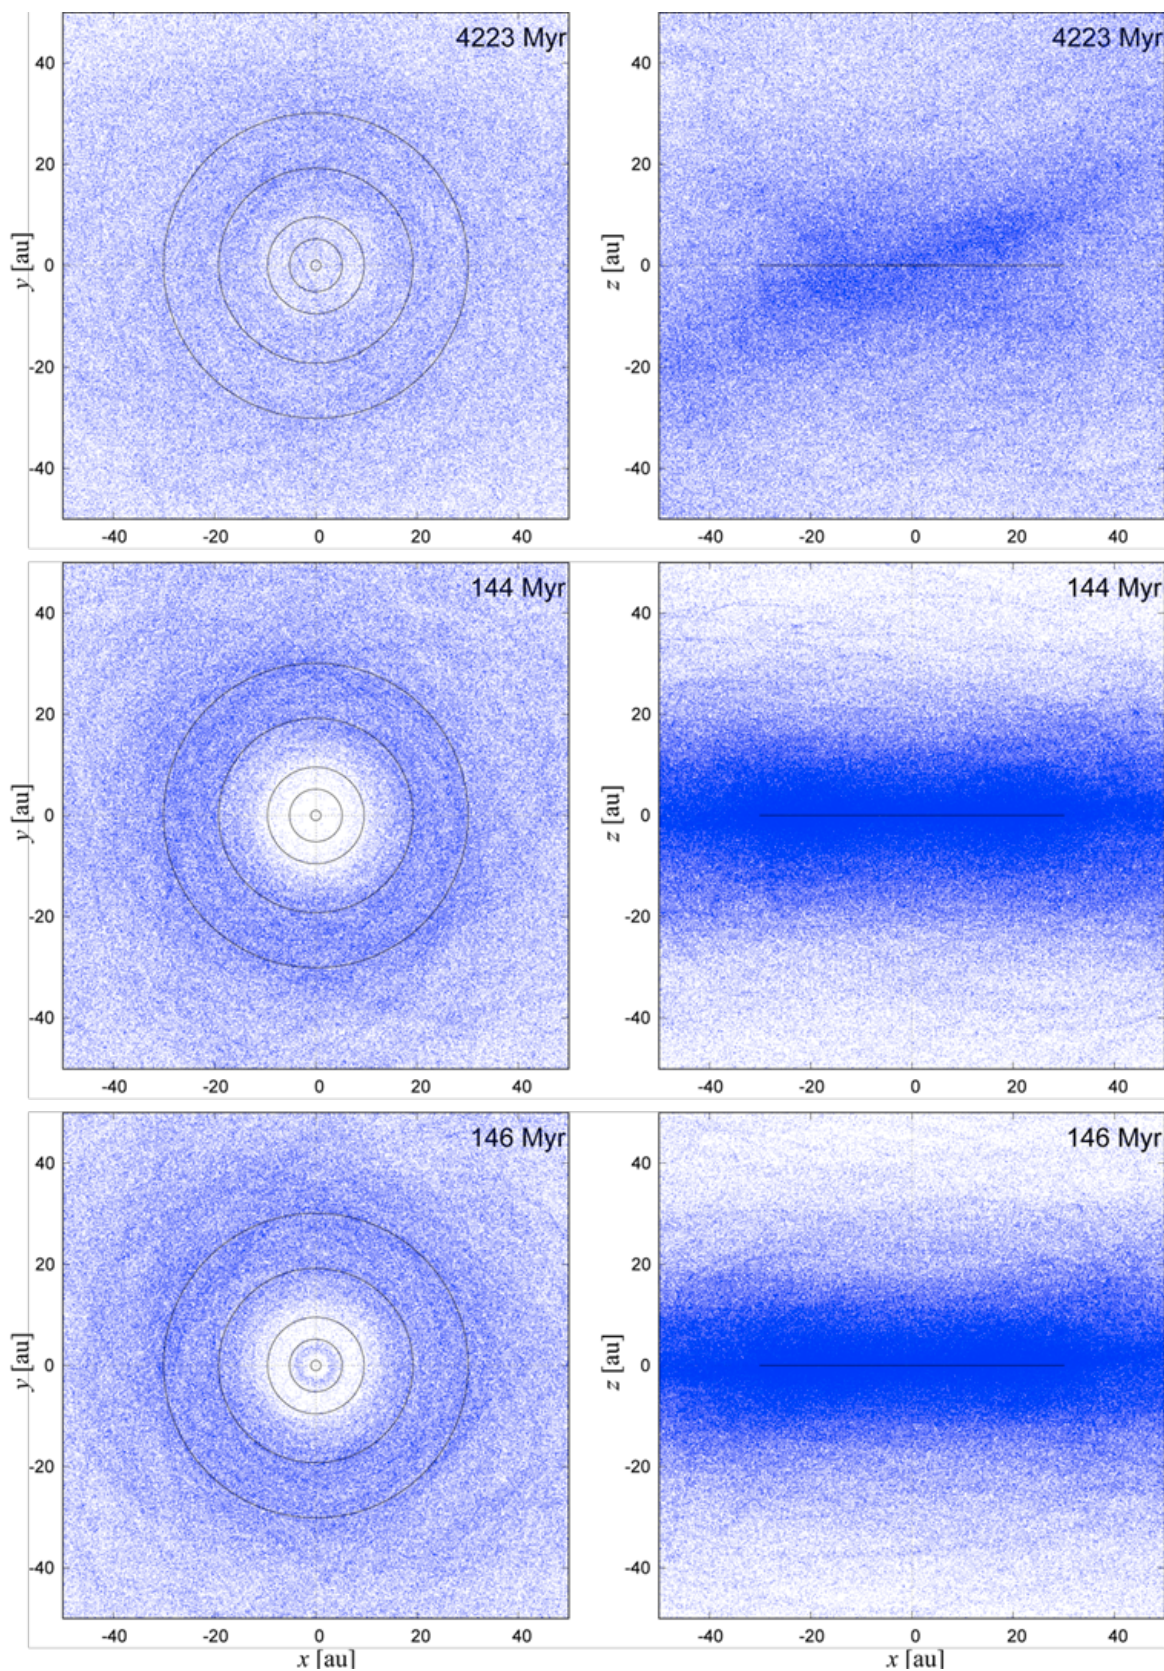 4223 Myr 4223 Myr
40 40
20 20
y [au] 0 z [au] 0
-20 -20
-40 -40
-40 -20 0 20 40 -40 -20 0 20 40
144 Myr 144 Myr
40 40
20 20
y [au] 0 z [au] 0
-20 -20
-40 -40
-40 -20 0 20 40 -40 -20 0 20 40
146 Myr 146 Myr
40 40
20 20
y [au] 0 z [au] 0
-20 -20
-40 -40
-40 -20 0 20 40 -40 -20 0 20 40
x [au] x [au]